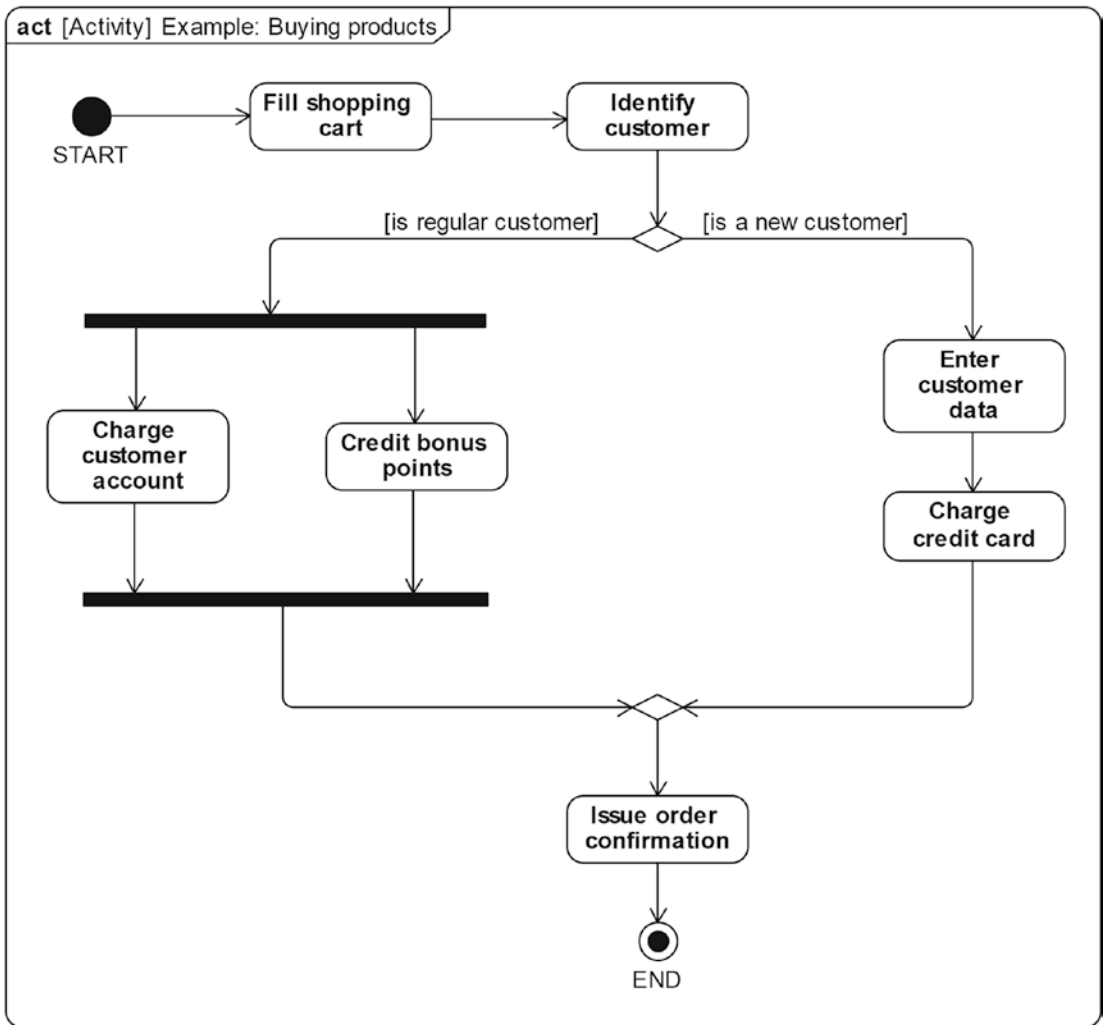 act [Activity] Example: Buying products
START
Fill shopping
cart
Identify
customer
[is regular customer]
[is a new customer]
Charge
customer
account
Credit bonus
points
Enter
customer
data
Charge
credit card
Issue order
confirmation
END